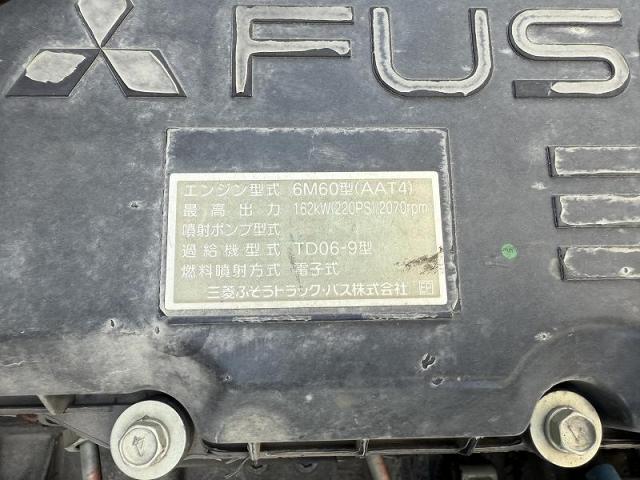 FUS
エンジン型式 6M60型(AAT4)
最高出力 162kW(220PS)/2070rpm
噴射ポンプ型式
過給機型式 TD06-9型
燃料噴射方式 電子式
三菱ふそうトラック・バス株式会社